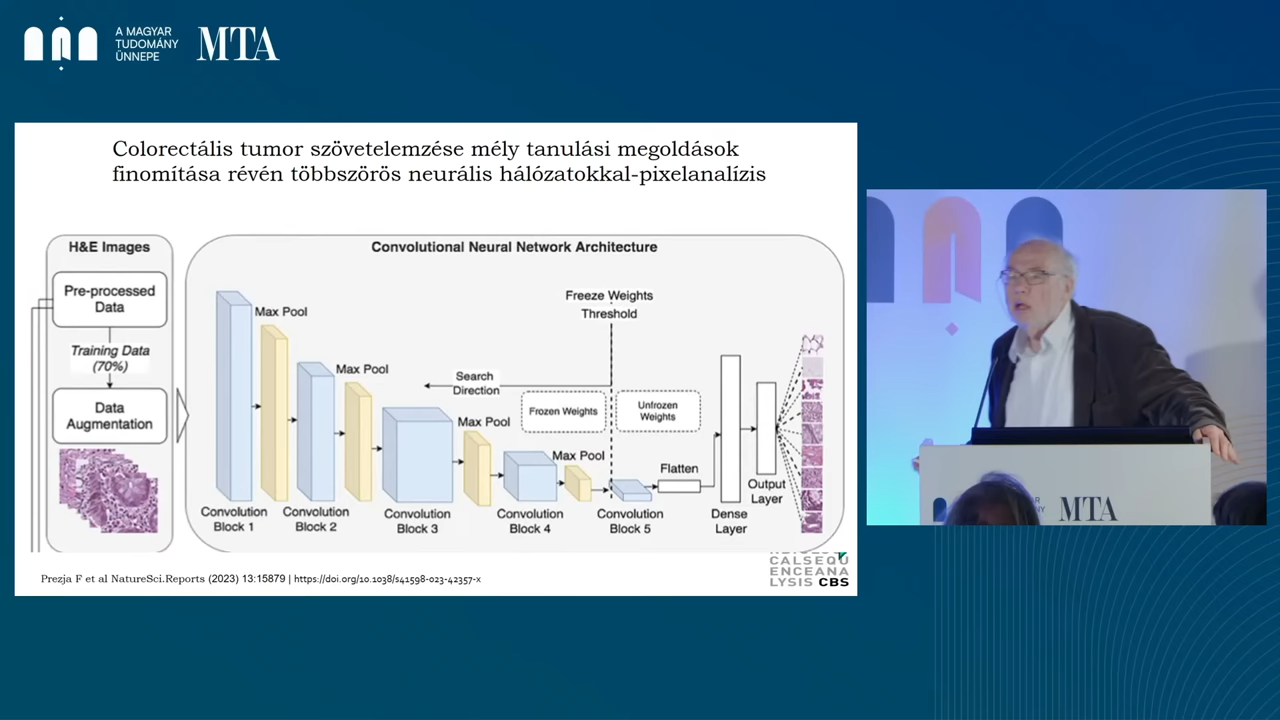 A MAGYAR
TUDOMÁNY
ÜNNEPE
MTA
Colorectális tumor szövetelemzése mély tanulási megoldások
finomítása révén többszörös neurális hálózatokkal-pixelanalízis
H&E Images
Pre-processed
Data
Training Data
(70%)
Data
Augmentation
Convolutional Neural Network Architecture
Freeze Weights
Threshold
Max Pool
Max Pool
Search
Direction
Frozen Weights
Unfrozen
Weights
Max Pool
Max Pool
Flatten
Output
Layer
Convolution
Block 1
Convolution
Block 2
Convolution
Block 3
Convolution
Block 4
Convolution
Block 5
Dense
Layer
CALSEQU
ENCEANA
LYSIS CBS
Prezja F et al NatureSci.Reports (2023) 13:15879 | https://doi.org/10.1038/s41598-023-42357-x
MTA